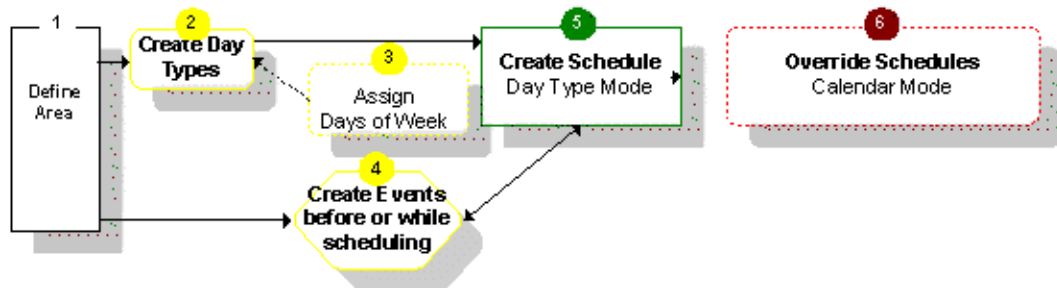 1
Define
Area
2
Create Day
Types
3
Assign
Days of Week
4
Create Events
before or while
scheduling
5
Create Schedule
Day Type Mode
6
Override Schedules
Calendar Mode